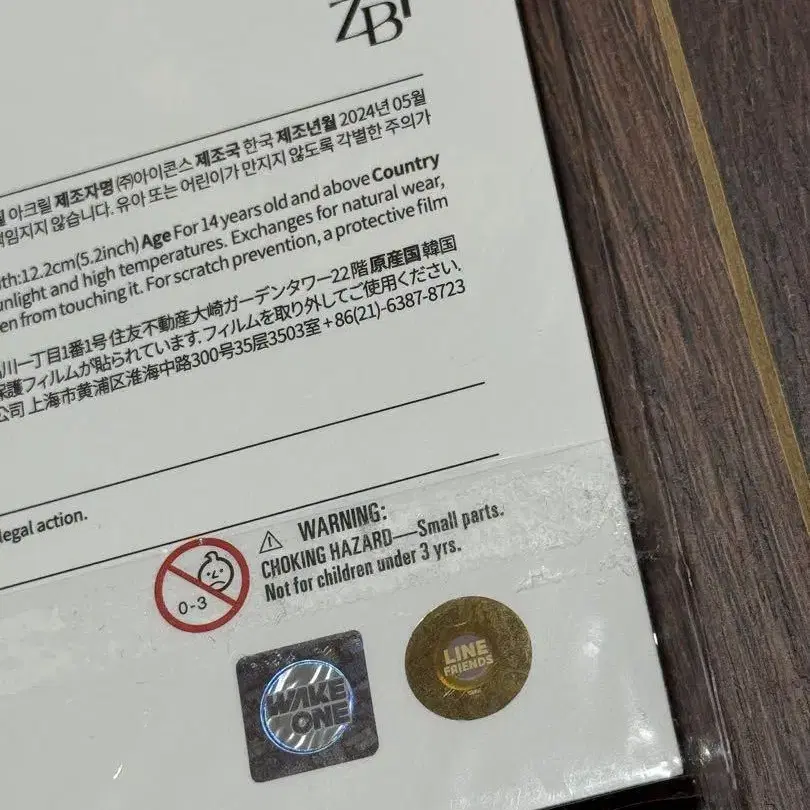 ZB1
아크릴 제조자명 ㈜아이콘스 제조국 한국 제조년월 2024년 05월
책임지지 않습니다. 유아 또는 어린이가 만지지 않도록 각별한 주의가
th:12.2cm(5.2inch) Age For 14 years old and above Country
unlight and high temperatures. Exchanges for natural wear,
en from touching it. For scratch prevention, a protective film
川一丁目1番1号 住友不動産大崎ガーデンタワー22階 原産国 韓国
保護フィルムが貼られています. フィルムを取り外してご使用ください.
公司 上海市黄浦区淮海中路300号35层3503室 + 86(21)-6387-8723
legal action.
WARNING:
CHOKING HAZARD—Small parts.
Not for children under 3 yrs.
0-3
WAKE
ONE
LINE
FRIENDS